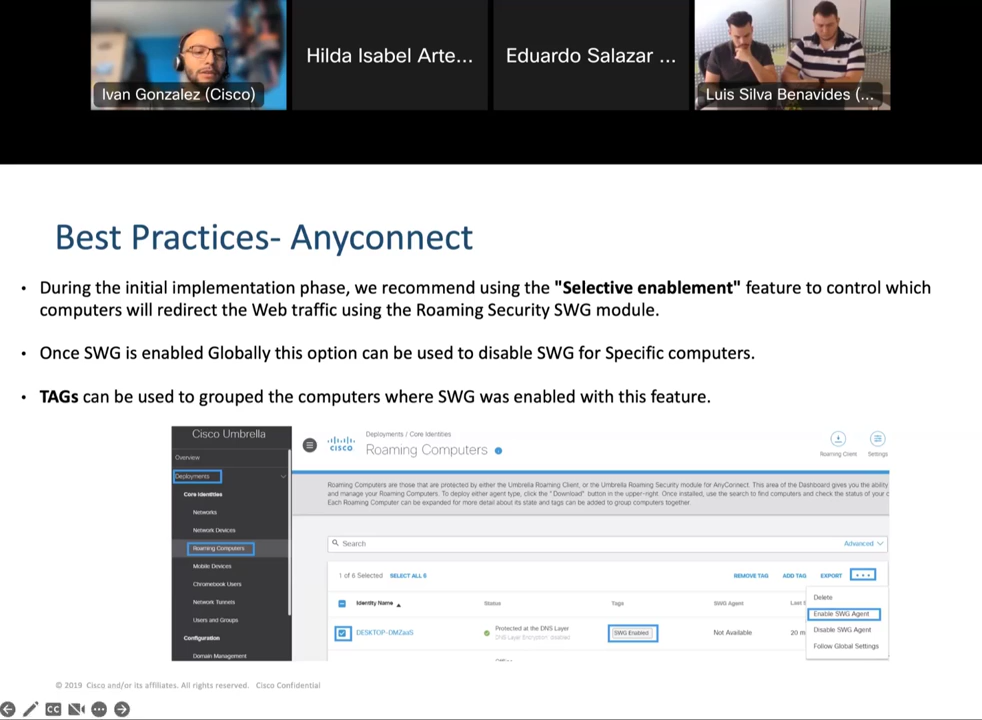 Ivan Gonzalez (Cisco)
Hilda Isabel Arte...
Eduardo Salazar ...
Luis Silva Benavides (...
Best Practices- Anyconnect
• During the initial implementation phase, we recommend using the "Selective enablement" feature to control which
computers will redirect the Web traffic using the Roaming Security SWG module.
• Once SWG is enabled Globally this option can be used to disable SWG for Specific computers.
• TAGs can be used to grouped the computers where SWG was enabled with this feature.
Cisco Umbrella
Overview
Deployments
Core Identities
Networks
Network Devices
Roaming Computers
Mobile Devices
Chromebook Users
Network Tunnels
Users and Groups
Configuration
Domain Management
CISCO
Deployments / Core Identities
Roaming Computers
Roaming Client
Settings
Roaming Computers are those that are protected by either the Umbrella Roaming Client, or the Umbrella Roaming Security module for AnyConnect. This area of the Dashboard gives you the ability
and manage your Roaming Computers. To deploy either agent type, click the "Download" button in the upper-right. Once installed, use the search to find computers and check the status of your c
Each Roaming Computer can be expanded for more detail about its state and tags can be added to group computers together.
Search
Advanced
1 of 6 Selected SELECT ALL 6
REMOVE TAG ADD TAG EXPORT ...
Identity Name Status Tags SWG Agent Last
DESKTOP-DMZaaS
Protected at the DNS Layer
DNS Layer Encryption disabled
SWG Enabled
Not Available
20 m
Delete
Enable SWG Agent
Disable SWG Agent
Follow Global Settings
© 2019 Cisco and/or its affiliates. All rights reserved. Cisco Confidential
CC